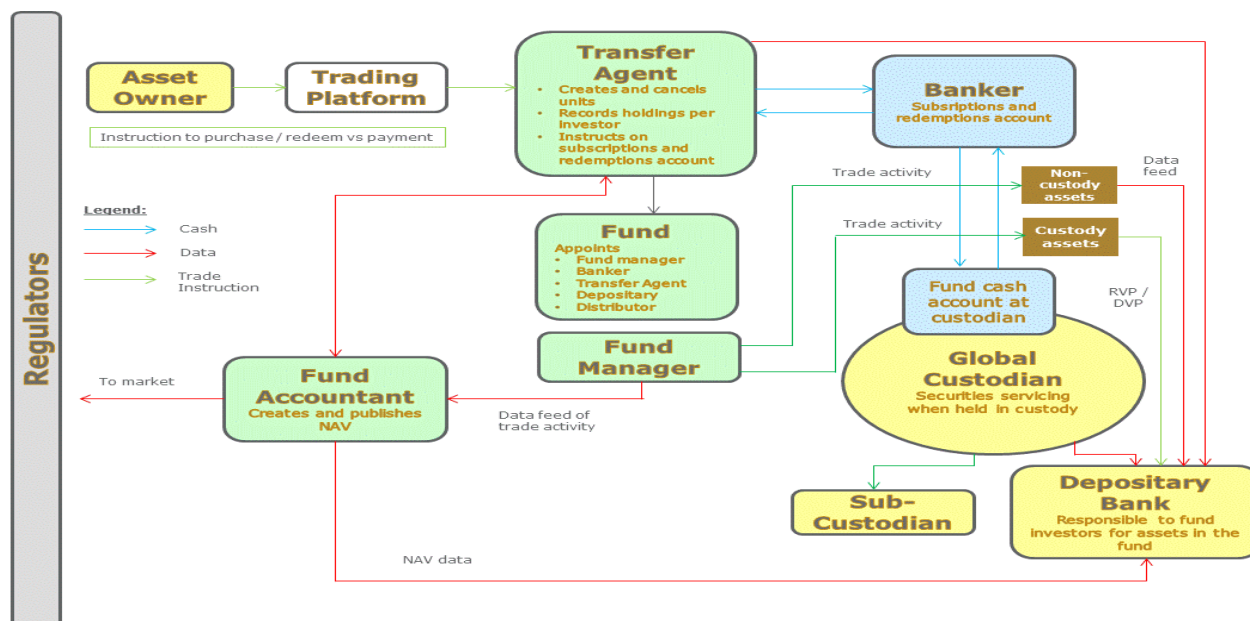 Regulators
Asset
Owner
Trading
Platform
Instruction to purchase / redeem vs payment
Transfer
Agent
• Creates and cancels
units
• Records holdings per
investor
• Instructs on
subscriptions and
redemptions account
Banker
Subsriptions and
redemptions account
Trade activity
Non-
custody
assets
Data
feed
Trade activity
Custody
assets
Legend:
Cash
Data
Trade
Instruction
Fund
Appoints
• Fund manager
• Banker
• Transfer Agent
• Depositary
• Distributor
Fund cash
account at
custodian
RVP /
DVP
Fund
Manager
Global
Custodian
Securities servicing
when held in custody
To market
Fund
Accountant
Creates and publishes
NAV
Data feed of
trade activity
Sub-
Custodian
Depositary
Bank
Responsible to fund
investors for assets in the
fund
NAV data